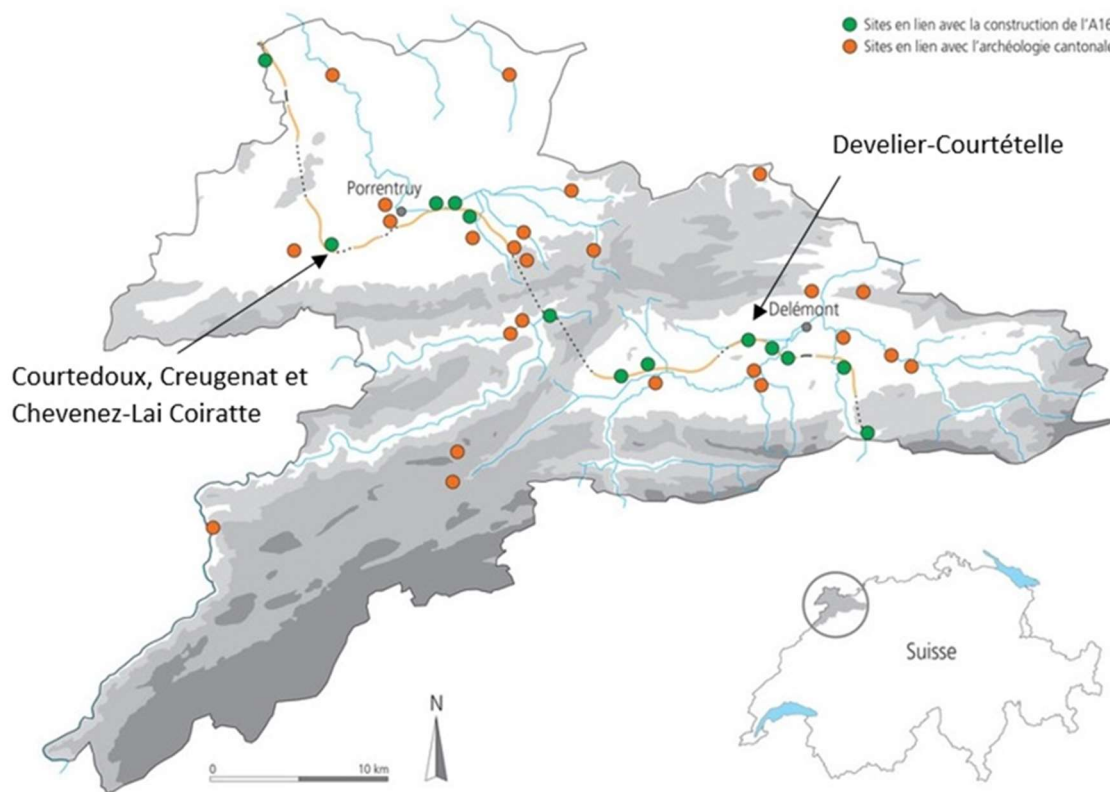 Sites en lien avec la construction de l'A16
Sites en lien avec l'archéologie cantonale
Develier-Courtételle
Porrentruy
Delémont
Courtedoux, Creugenat et
Chevenez-Lai Coiratte
Suisse
N
0 10 km